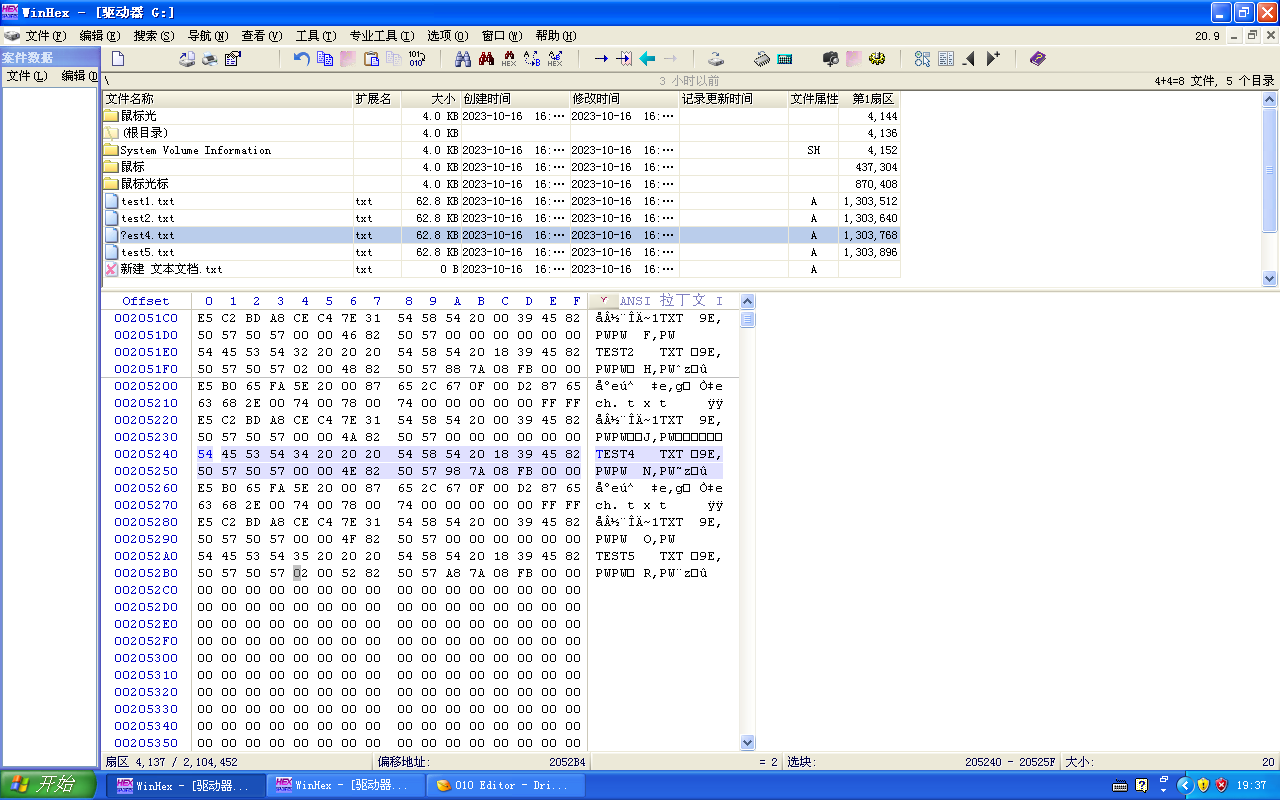 WinHex - [驱动器 G:]
文件(F) 编辑(E) 搜索(S) 导航(N) 查看(V) 工具(T) 专业工具(I) 选项(O) 窗口(W) 帮助(H) 20.9
案件数据
文件(L) 编辑(D
\ 3 小时以前 4+4=8 文件, 5 个目录
文件名称 扩展名 大小 创建时间 修改时间 记录更新时间 文件属性 第1扇区
鼠标光 4.0 KB 2023-10-16 16:… 2023-10-16 16:… 4,144
(根目录) 4.0 KB 4,136
System Volume Information 4.0 KB 2023-10-16 16:… 2023-10-16 16:… SH 4,152
鼠标 4.0 KB 2023-10-16 16:… 2023-10-16 16:… 437,304
鼠标光标 4.0 KB 2023-10-16 16:… 2023-10-16 16:… 870,408
test1.txt txt 62.8 KB 2023-10-16 16:… 2023-10-16 16:… A 1,303,512
test2.txt txt 62.8 KB 2023-10-16 16:… 2023-10-16 16:… A 1,303,640
?est4.txt txt 62.8 KB 2023-10-16 16:… 2023-10-16 16:… A 1,303,768
test5.txt txt 62.8 KB 2023-10-16 16:… 2023-10-16 16:… A 1,303,896
新建 文本文档.txt txt 0 B 2023-10-16 16:… 2023-10-16 16:… A
Offset 0 1 2 3 4 5 6 7 8 9 A B C D E F ANSI 拉丁文 I
002051C0 E5 C2 BD A8 CE C4 7E 31 54 58 54 20 00 39 45 82 åÂ½¨ÎÄ~1TXT 9E‚
002051D0 50 57 50 57 00 00 46 82 50 57 00 00 00 00 00 00 PWPW F‚PW
002051E0 54 45 53 54 32 20 20 20 54 58 54 20 18 39 45 82 TEST2 TXT □9E‚
002051F0 50 57 50 57 02 00 48 82 50 57 88 7A 08 FB 00 00 PWPW□ H‚PWˆz□û
00205200 E5 B0 65 FA 5E 20 00 87 65 2C 67 0F 00 D2 87 65 å°eú^ ‡e,g□ Ò‡e
00205210 63 68 2E 00 74 00 78 00 74 00 00 00 00 00 FF FF ch. t x t ÿÿ
00205220 E5 C2 BD A8 CE C4 7E 31 54 58 54 20 00 39 45 82 åÂ½¨ÎÄ~1TXT 9E‚
00205230 50 57 50 57 00 00 4A 82 50 57 00 00 00 00 00 00 PWPW□□J‚PW□□□□□□
00205240 54 45 53 54 34 20 20 20 54 58 54 20 18 39 45 82 TEST4 TXT □9E‚
00205250 50 57 50 57 00 00 4E 82 50 57 98 7A 08 FB 00 00 PWPW N‚PW˜z□û
00205260 E5 B0 65 FA 5E 20 00 87 65 2C 67 0F 00 D2 87 65 å°eú^ ‡e,g□ Ò‡e
00205270 63 68 2E 00 74 00 78 00 74 00 00 00 00 00 FF FF ch. t x t ÿÿ
00205280 E5 C2 BD A8 CE C4 7E 31 54 58 54 20 00 39 45 82 åÂ½¨ÎÄ~1TXT 9E‚
00205290 50 57 50 57 00 00 4F 82 50 57 00 00 00 00 00 00 PWPW O‚PW
002052A0 54 45 53 54 35 20 20 20 54 58 54 20 18 39 45 82 TEST5 TXT □9E‚
002052B0 50 57 50 57 02 00 52 82 50 57 A8 7A 08 FB 00 00 PWPW□ R‚PW¨z□û
002052C0 00 00 00 00 00 00 00 00 00 00 00 00 00 00 00 00
002052D0 00 00 00 00 00 00 00 00 00 00 00 00 00 00 00 00
002052E0 00 00 00 00 00 00 00 00 00 00 00 00 00 00 00 00
002052F0 00 00 00 00 00 00 00 00 00 00 00 00 00 00 00 00
00205300 00 00 00 00 00 00 00 00 00 00 00 00 00 00 00 00
00205310 00 00 00 00 00 00 00 00 00 00 00 00 00 00 00 00
00205320 00 00 00 00 00 00 00 00 00 00 00 00 00 00 00 00
00205330 00 00 00 00 00 00 00 00 00 00 00 00 00 00 00 00
00205340 00 00 00 00 00 00 00 00 00 00 00 00 00 00 00 00
00205350 00 00 00 00 00 00 00 00 00 00 00 00 00 00 00 00
扇区 4,137 / 2,104,452 偏移地址: 2052B4 = 2 选块: 205240 - 20525F 大小: 20
开始 WinHex - [驱动器... WinHex - [驱动器... 010 Editor - Dri... 19:37